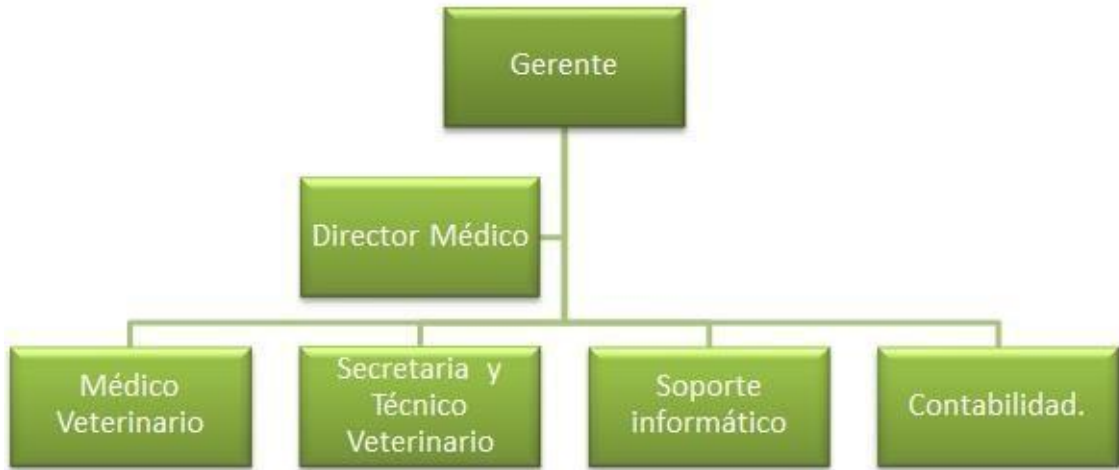 Gerente
Director Médico
Médico
Veterinario
Secretaria y
Técnico
Veterinario
Soporte
informático
Contabilidad.